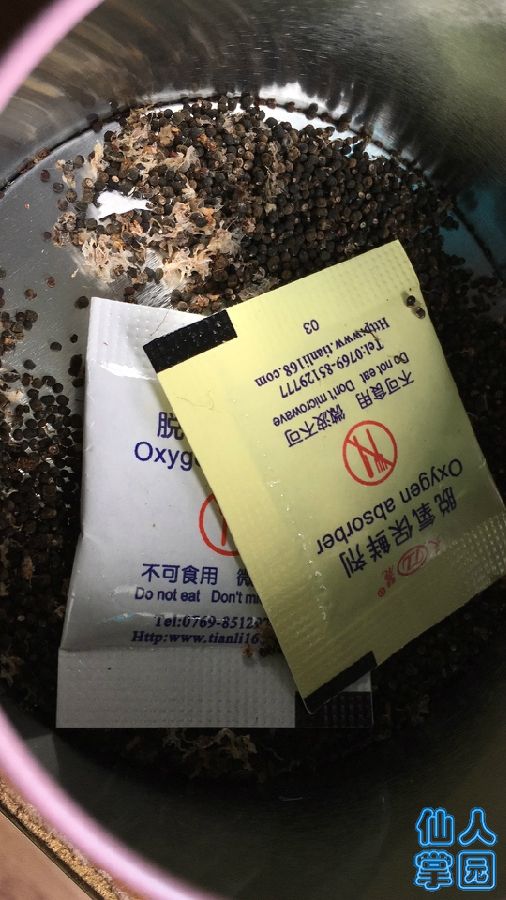 脱氧保鲜剂
Oxygen absorber
不可食用 微波不可
Do not eat Don't microwave
Tel:0769-85129777
Http:www.tianli168.com
03
脱
Oxyg
不可食用 微
Do not eat Don't m
Tel:0769-8512
Http:www.tianli16
仙人
掌园